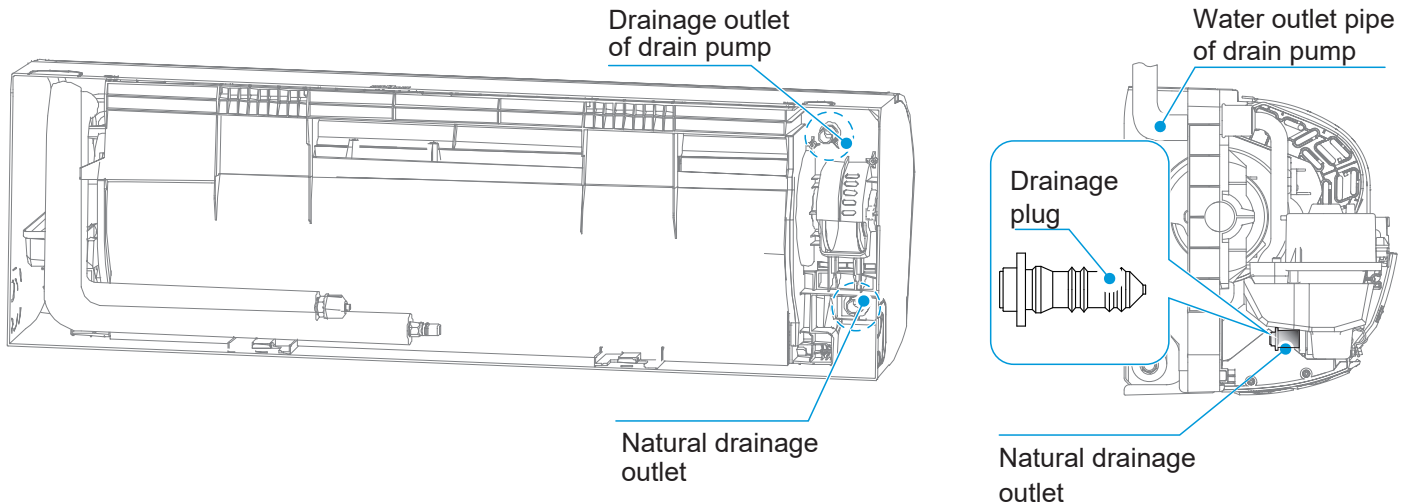 Drainage outlet
of drain pump
Water outlet pipe
of drain pump
Drainage
plug
Natural drainage
outlet
Natural drainage
outlet